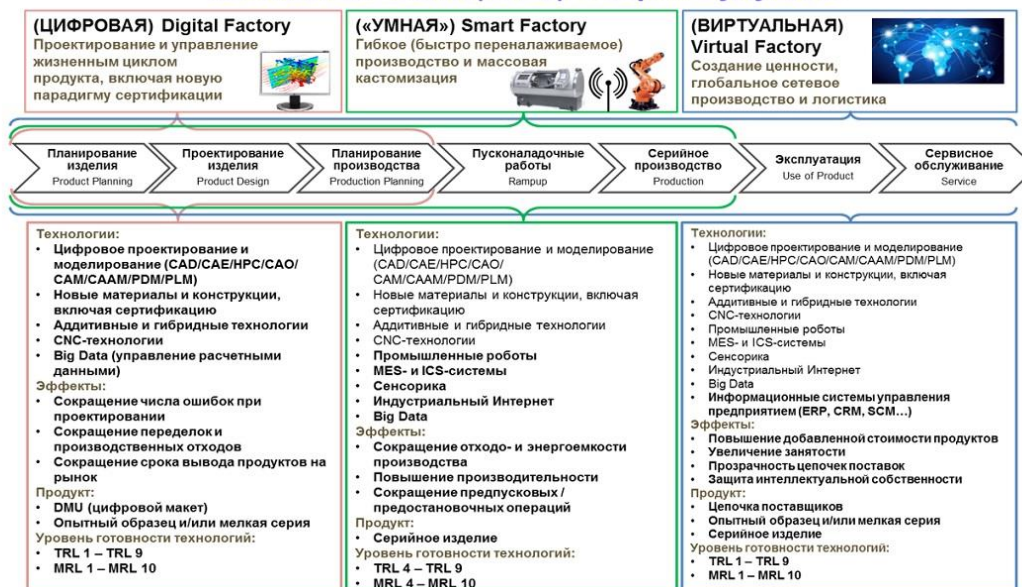 (ЦИФРОВАЯ) Digital Factory
Проектирование и управление
жизненным циклом
продукта, включая новую
парадигму сертификации
(«УМНАЯ») Smart Factory
Гибкое (быстро переналаживаемое)
производство и массовая
кастомизация
(ВИРТУАЛЬНАЯ)
Virtual Factory
Создание ценности,
глобальное сетевое
производство и логистика
Планирование
изделия
Product Planning
Проектирование
изделия
Product Design
Планирование
производства
Production Planning
Пусконаладочные
работы
Rampup
Серийное
производство
Production
Эксплуатация
Use of Product
Сервисное
обслуживание
Service
Технологии:
• Цифрового проектирование и
моделирование (CAD/CAE/HPC/CAO/
CAM/CAAM/PDM/PLM)
• Новые материалы и конструкции,
включая сертификацию
• Аддитивные и гибридные технологии
• CNC-технологии
• Big Data (управление расчетными
данными)
Эффекты:
• Сокращение числа ошибок при
проектировании
• Сокращение переделок и
производственных отходов
• Сокращение срока вывода продуктов на
рынок
Продукт:
• DMU (цифровой макет)
• Опытный образец и/или мелкая серия
Уровень готовности технологий:
• TRL 1 – TRL 9
• MRL 1 – MRL 10
Технологии:
• Цифрового проектирование и моделирование
(CAD/CAE/HPC/CAO/
CAM/CAAM/PDM/PLM)
• Новые материалы и конструкции, включая
сертификацию
• Аддитивные и гибридные технологии
• CNC-технологии
• Промышленные роботы
• MES- и ICS-системы
• Сенсорика
• Индустриальный Интернет
• Big Data
Эффекты:
• Сокращение отходо- и энергоемкости
производства
• Повышение производительности
• Сокращение предпусковых /
предостановочных операций
Продукт:
• Серийное изделие
Уровень готовности технологий:
• TRL 4 – TRL 9
• MRL 4 – MRL 10
Технологии:
• Цифровое проектирование и моделирование
(CAD/CAE/HPC/CAO/CAM/CAAM/PDM/PLM)
• Новые материалы и конструкции, включая
сертификацию
• Аддитивные и гибридные технологии
• CNC-технологии
• Промышленные роботы
• MES- и ICS-системы
• Сенсорика
• Индустриальный Интернет
• Big Data
• Информационные системы управления
предприятием (ERP, CRM, SCM...)
Эффекты:
• Повышение добавленной стоимости продуктов
• Увеличение занятости
• Прозрачность цепочек поставок
• Защита интеллектуальной собственности
Продукт:
• Цепочка поставщиков
• Опытный образец и/или мелкая серия
• Серийное изделие
Уровень готовности технологий:
• TRL 1 – TRL 9
• MRL 1 – MRL 10